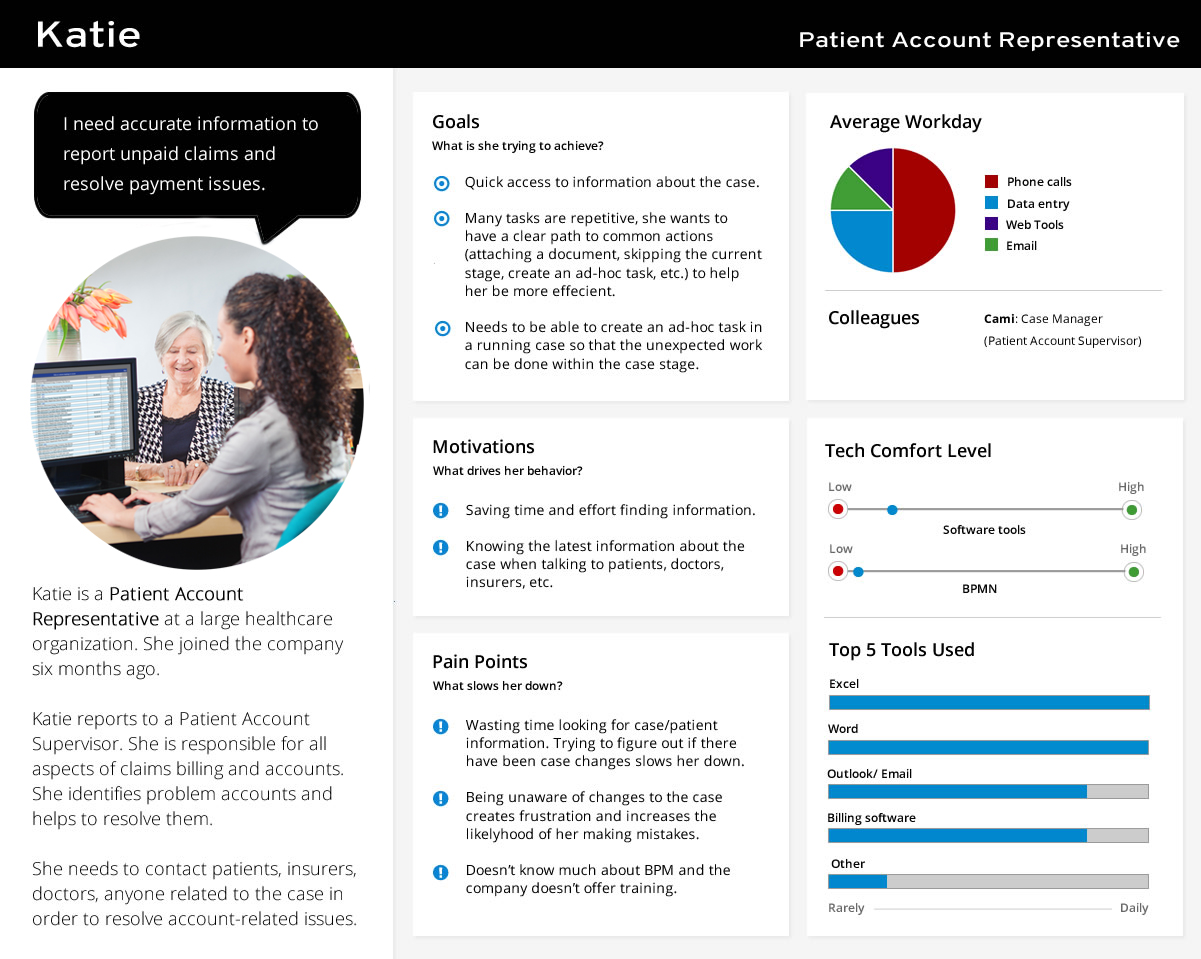 Katie
Patient Account Representative
I need accurate information to
report unpaid claims and
resolve payment issues.
Katie is a Patient Account
Representative at a large healthcare
organization. She joined the company
six months ago.
Katie reports to a Patient Account
Supervisor. She is responsible for all
aspects of claims billing and accounts.
She identifies problem accounts and
helps to resolve them.
She needs to contact patients, insurers,
doctors, anyone related to the case in
order to resolve account-related issues.
Goals
What is she trying to achieve?
Quick access to information about the case.
Many tasks are repetitive, she wants to
have a clear path to common actions
(attaching a document, skipping the current
stage, create an ad-hoc task, etc.) to help
her be more effecient.
Needs to be able to create an ad-hoc task in
a running case so that the unexpected work
can be done within the case stage.
Motivations
What drives her behavior?
Saving time and effort finding information.
Knowing the latest information about the
case when talking to patients, doctors,
insurers, etc.
Pain Points
What slows her down?
Wasting time looking for case/patient
information. Trying to figure out if there
have been case changes slows her down.
Being unaware of changes to the case
creates frustration and increases the
likelyhood of her making mistakes.
Doesn’t know much about BPM and the
company doesn’t offer training.
Average Workday
Phone calls
Data entry
Web Tools
Email
Colleagues
Cami: Case Manager
(Patient Account Supervisor)
Tech Comfort Level
Low High
Software tools
Low High
BPMN
Top 5 Tools Used
Excel
Word
Outlook/ Email
Billing software
Other
Rarely Daily